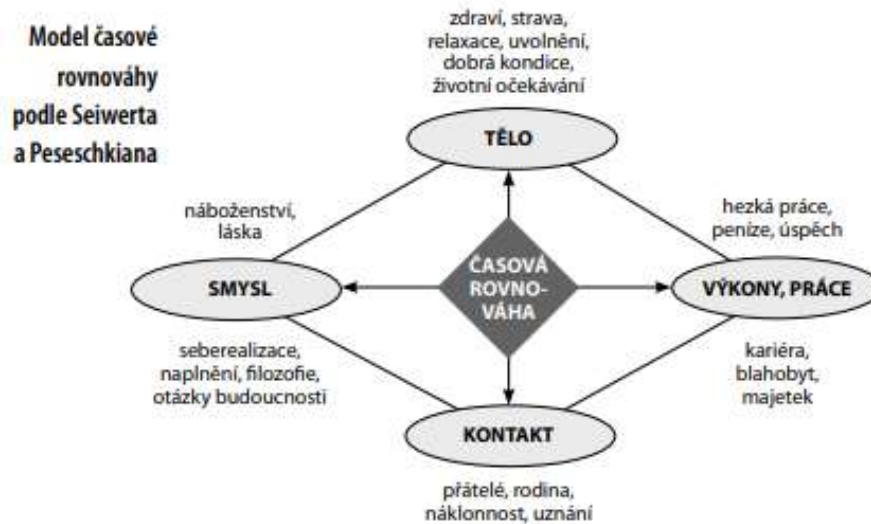 Model časové
rovnováhy
podle Seiwerta
a Peseschkiana
zdraví, strava,
relaxace, uvolnění,
dobrá kondice,
životní očekávání
TĚLO
náboženství,
láska
SMYSL
seberealizace,
naplnění, filozofie,
otázky budoucnosti
ČASOVÁ
ROVNO-
VÁHA
hezká práce,
peníze, úspěch
VÝKONY, PRÁCE
kariéra,
blahobyt,
majetek
KONTAKT
přátelé, rodina,
náklonnost, uznání